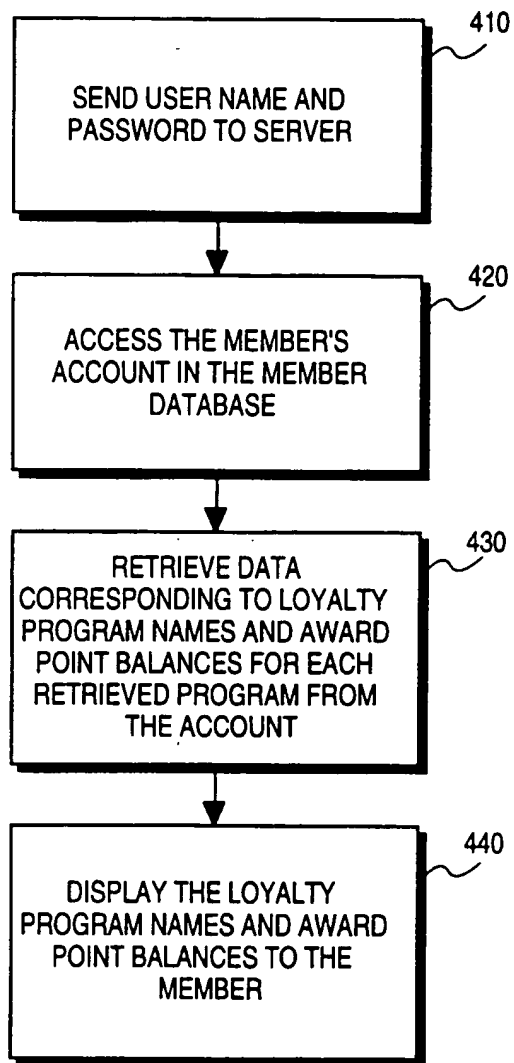 410
SEND USER NAME AND
PASSWORD TO SERVER
420
ACCESS THE MEMBER'S
ACCOUNT IN THE MEMBER
DATABASE
430
RETRIEVE DATA
CORRESPONDING TO LOYALTY
PROGRAM NAMES AND AWARD
POINT BALANCES FOR EACH
RETRIEVED PROGRAM FROM
THE ACCOUNT
440
DISPLAY THE LOYALTY
PROGRAM NAMES AND AWARD
POINT BALANCES TO THE
MEMBER